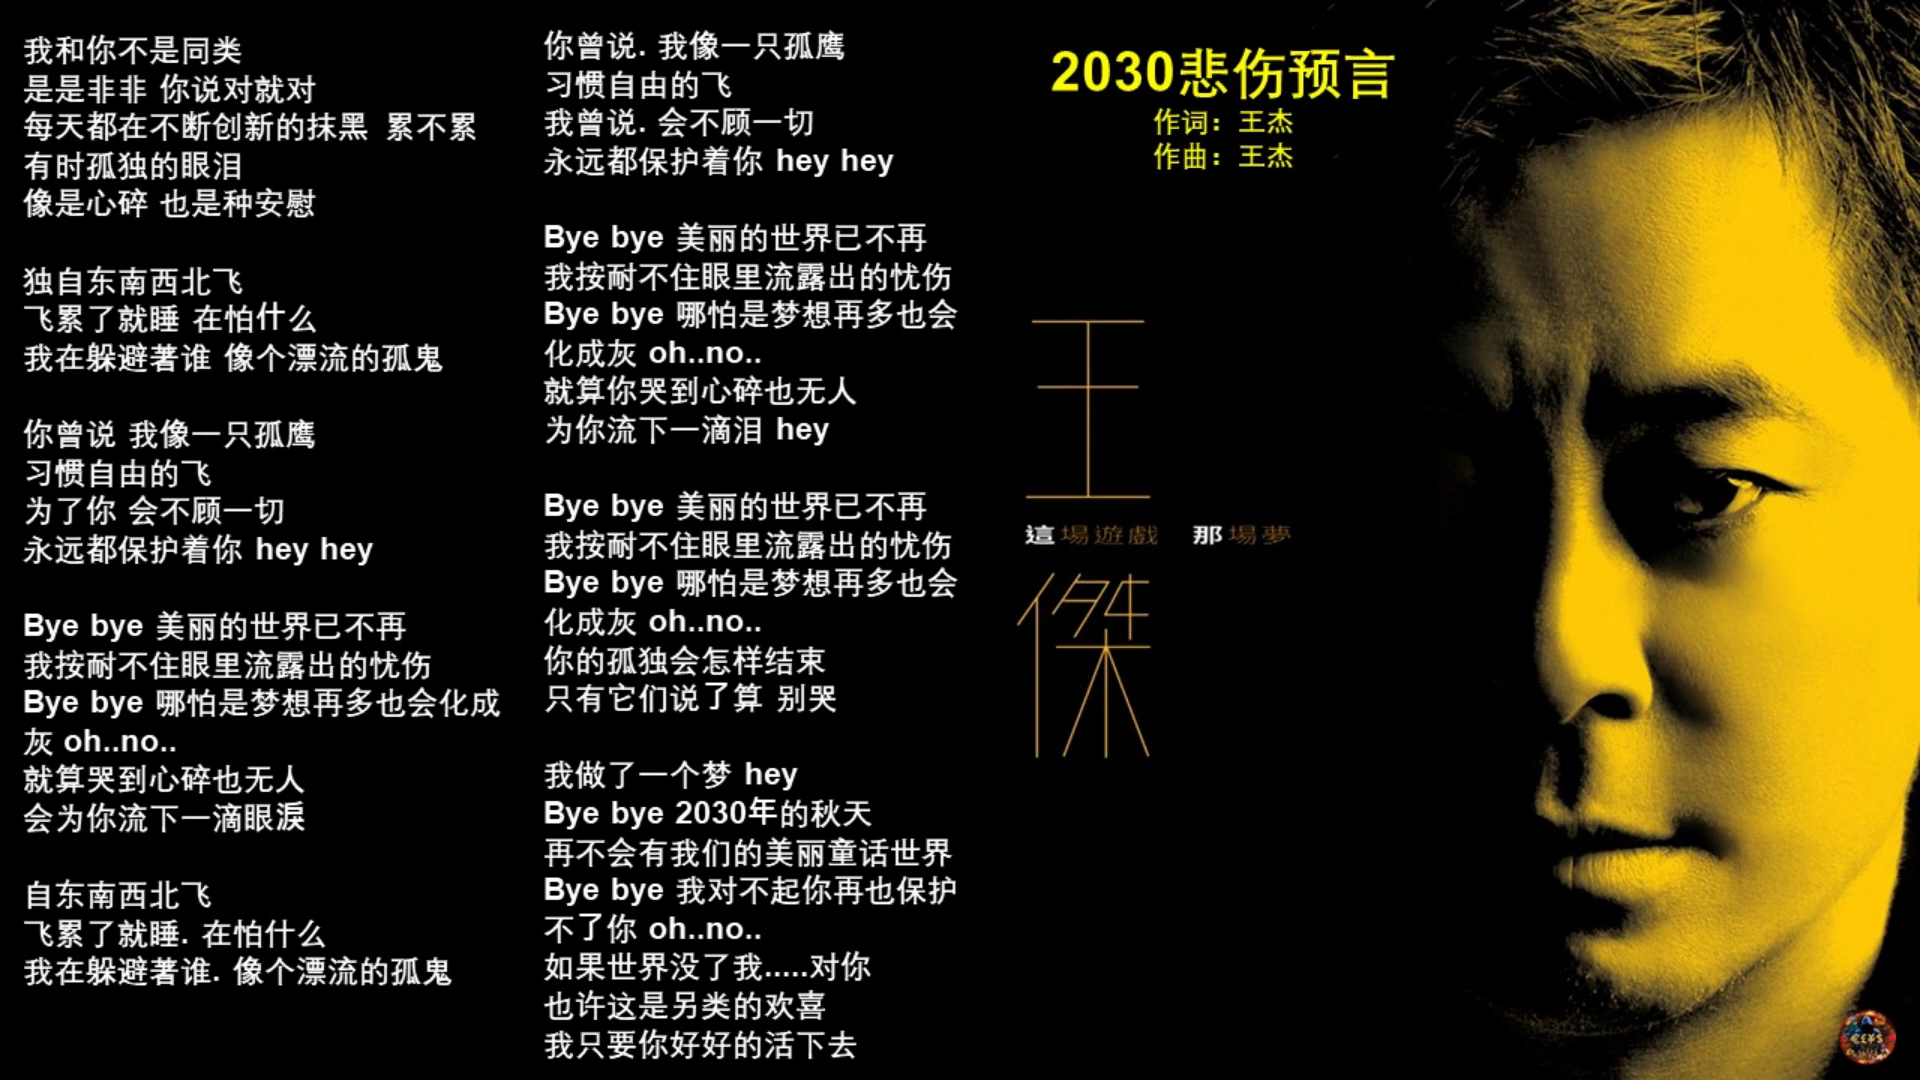 我和你不是同类
是是非非 你说对就对
每天都在不断创新的抹黑 累不累
有时孤独的眼泪
像是心碎 也是种安慰
独自东南西北飞
飞累了就睡 在怕什么
我在躲避著谁 像个漂流的孤鬼
你曾说 我像一只孤鹰
习惯自由的飞
为了你 会不顾一切
永远都保护着你 hey hey
Bye bye 美丽的世界已不再
我按耐不住眼里流露出的忧伤
Bye bye 哪怕是梦想再多也会化成
灰 oh..no..
就算哭到心碎也无人
会为你流下一滴眼淚
自东南西北飞
飞累了就睡. 在怕什么
我在躲避著谁. 像个漂流的孤鬼
你曾说. 我像一只孤鹰
习惯自由的飞
我曾说. 会不顾一切
永远都保护着你 hey hey
Bye bye 美丽的世界已不再
我按耐不住眼里流露出的忧伤
Bye bye 哪怕是梦想再多也会
化成灰 oh..no..
就算你哭到心碎也无人
为你流下一滴泪 hey
Bye bye 美丽的世界已不再
我按耐不住眼里流露出的忧伤
Bye bye 哪怕是梦想再多也会
化成灰 oh..no..
你的孤独会怎样结束
只有它们说了算 别哭
我做了一个梦 hey
Bye bye 2030年的秋天
再不会有我们的美丽童话世界
Bye bye 我对不起你再也保护
不了你 oh..no..
如果世界没了我.....对你
也许这是另类的欢喜
我只要你好好的活下去
2030悲伤预言
作词：王杰
作曲：王杰
王
這場遊戲 那場夢
傑